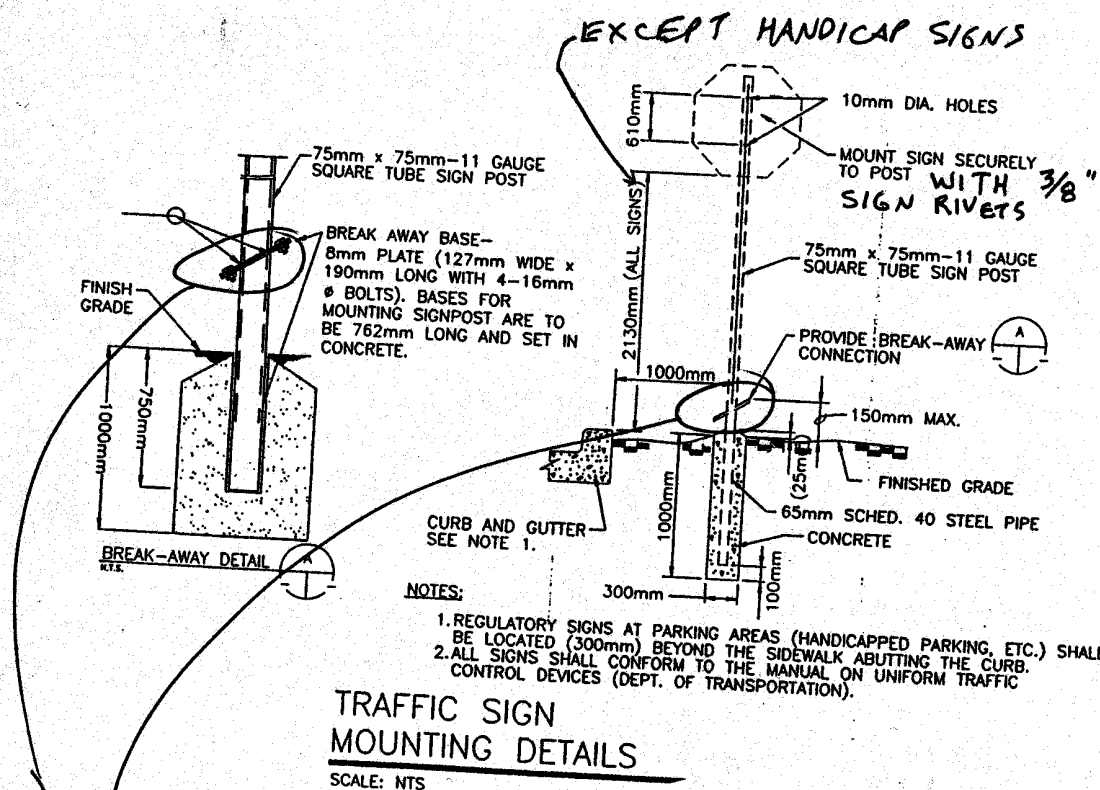 EXCEPT HANDICAP SIGNS
610mm
10mm DIA. HOLES
MOUNT SIGN SECURELY
TO POST WITH 3/8"
SIGN RIVETS
2130mm (ALL SIGNS)
75mm x 75mm-11 GAUGE
SQUARE TUBE SIGN POST
PROVIDE BREAK-AWAY
CONNECTION
A
1000mm
150mm MAX.
(25m
FINISHED GRADE
65mm SCHED. 40 STEEL PIPE
CONCRETE
1000mm
100mm
300mm
CURB AND GUTTER
SEE NOTE 1.
75mm x 75mm-11 GAUGE
SQUARE TUBE SIGN POST
BREAK AWAY BASE-
8mm PLATE (127mm WIDE x
190mm LONG WITH 4-16mm
ø BOLTS). BASES FOR
MOUNTING SIGNPOST ARE TO
BE 762mm LONG AND SET IN
CONCRETE.
FINISH
GRADE
750mm
1000mm
BREAK-AWAY DETAIL
N.T.S.
A
NOTES:
1. REGULATORY SIGNS AT PARKING AREAS (HANDICAPPED PARKING, ETC.) SHALL
BE LOCATED (300mm) BEYOND THE SIDEWALK ABUTTING THE CURB.
2. ALL SIGNS SHALL CONFORM TO THE MANUAL ON UNIFORM TRAFFIC
CONTROL DEVICES (DEPT. OF TRANSPORTATION).
TRAFFIC SIGN
MOUNTING DETAILS
SCALE: NTS